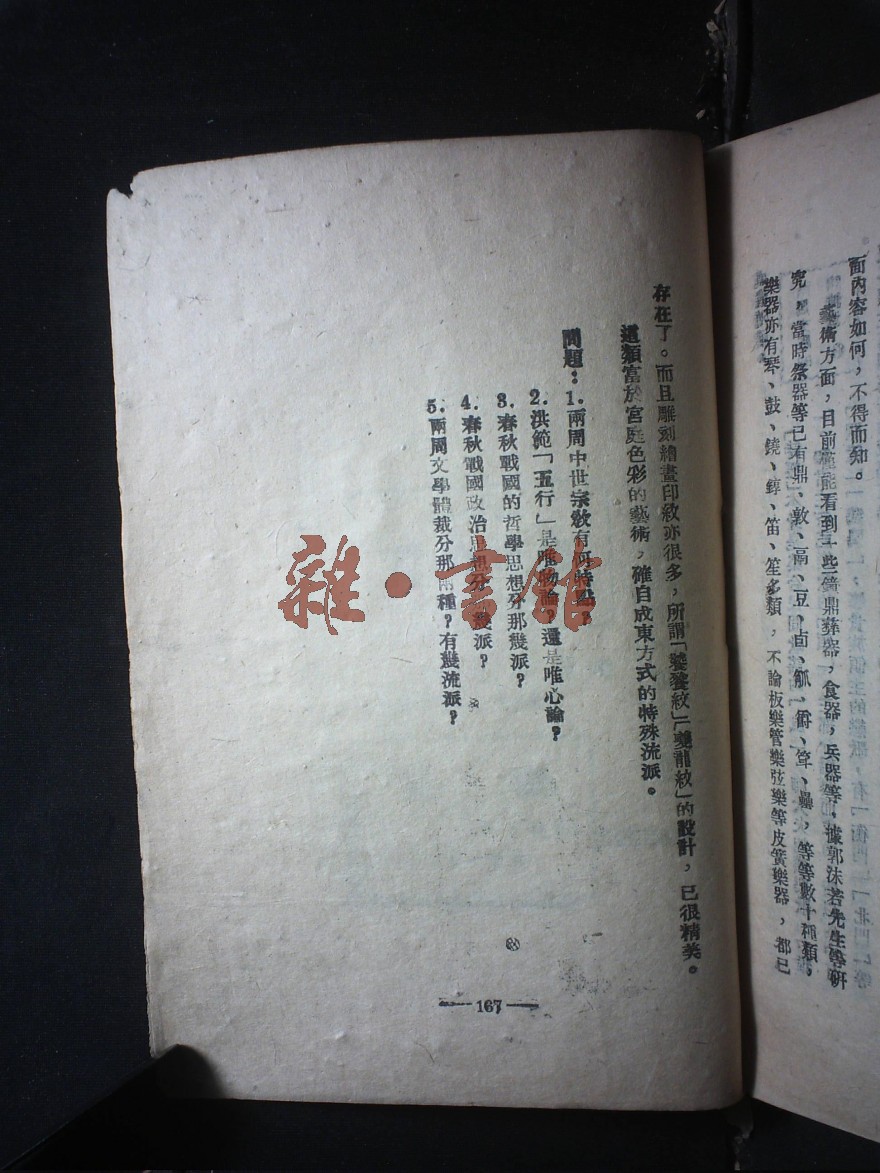 面內容如何，不得而知。
藝術方面，目前能看到一些鐘鼎彝器，食器，兵器等，據郭沫若先生等研
究，當時祭器等已有鼎、敦、鬲、豆、卣、觚、爵、斝、罍，等等數十種類，
樂器亦有琴、鼓、鐃、錞、笛、笙多類，不論板樂管樂弦樂等皮簧樂器，都已
存在了。而且雕刻繪畫印紋亦很多，所謂「饕餮紋」「夔龍紋」的設計，已很精美。
這類富於宮庭色彩的藝術，確自成東方式的特殊流派。
問題：1.兩周中世宗教有何特點？
2.洪範「五行」是唯物論？還是唯心論？
3.春秋戰國的哲學思想分那幾派？
4.春秋戰國政治思想分幾派？
5.兩周文學體裁分那兩種？有幾流派？
—167—
雜·書館